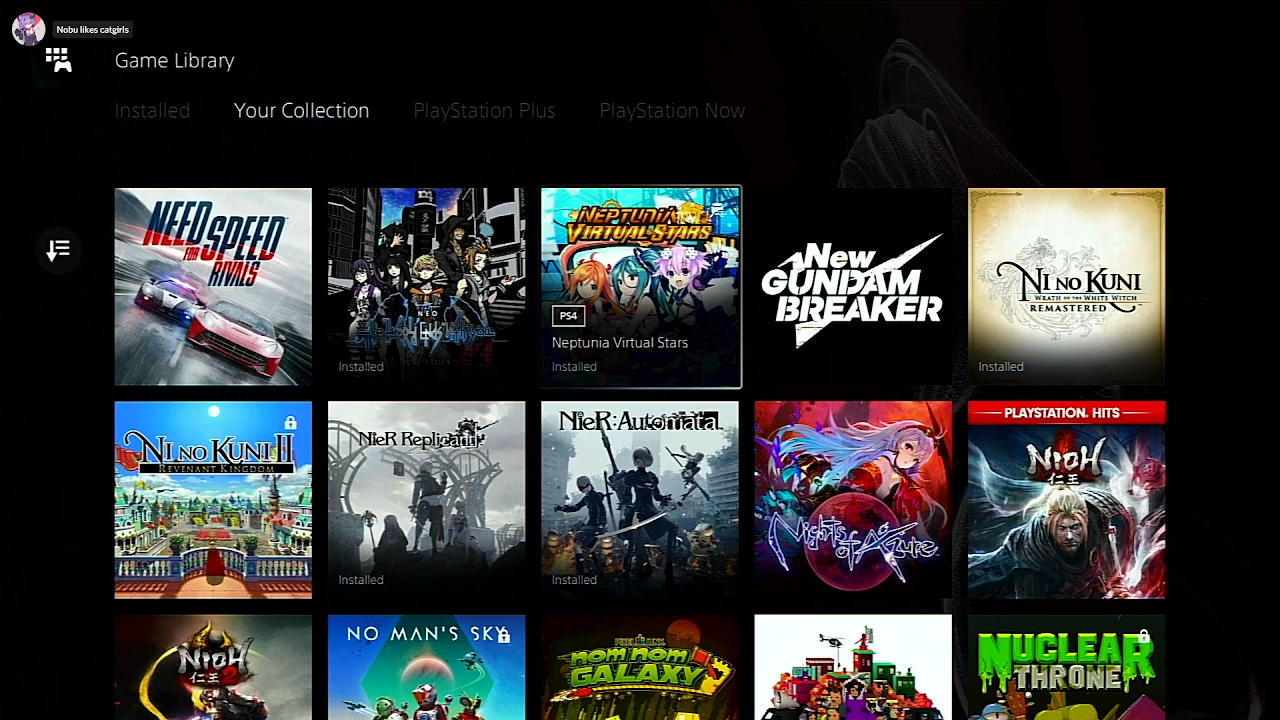 Nobu likes catgirls
Game Library
Installed
Your Collection
PlayStation Plus
PlayStation Now
NEED
FOR SPEED
RIVALS
NEO
Installed
NEPTUNIA
VIRTUAL STARS
PS4
Neptunia Virtual Stars
Installed
New
GUNDAM
BREAKER
NI NO KUNI
WRATH OF THE WHITE WITCH
REMASTERED
Installed
NI NO KUNI II
REVENANT KINGDOM
NieR Replicant
Installed
NieR:Automata
Installed
Nights
of Azure
PLAYSTATION HITS
NIOH
仁王
NIOH
仁王2
NO MAN'S SKY
PIXELJUNK
nom nom
GALAXY
NUCLEAR
THRONE